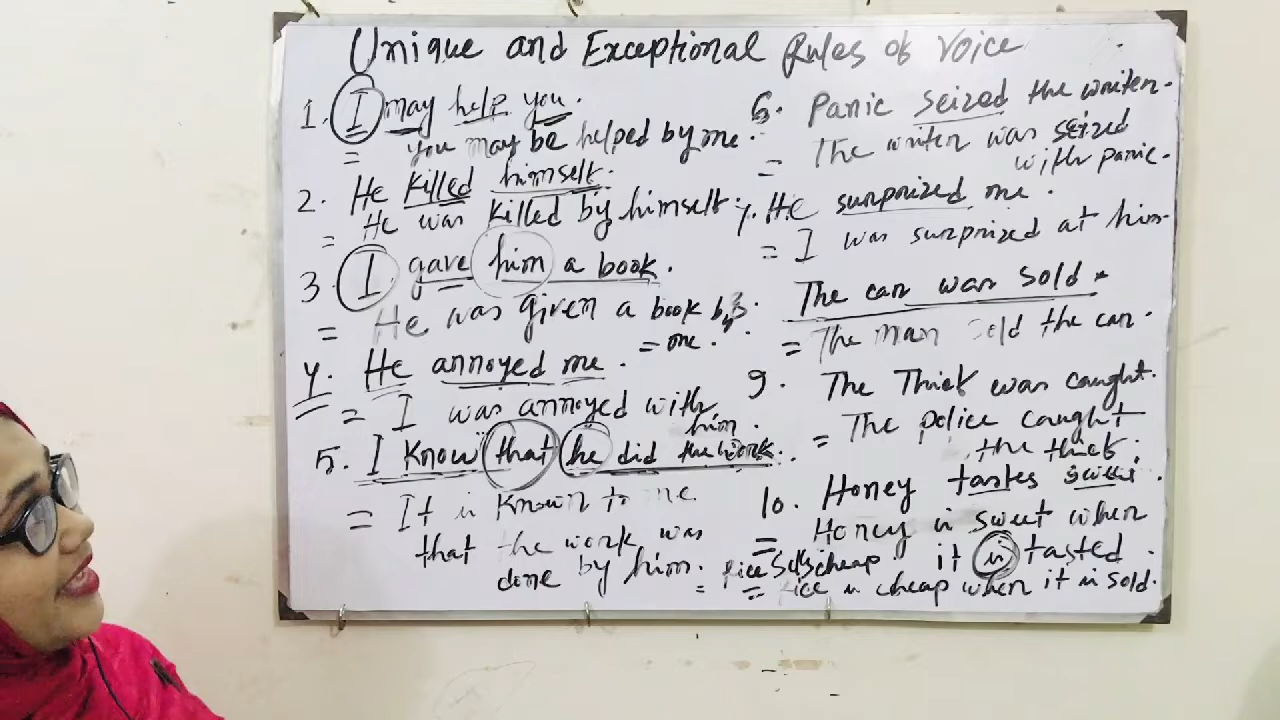 Unique and Exceptional Rules of Voice
1. I may help you.
= you may be helped by me.
2. He killed himself.
= He was killed by himself.
3. I gave him a book.
= He was given a book by
= me.
4. He annoyed me.
= I was annoyed with
him.
5. I Know "that" he did the work.
= It is known to me
that the work was
done by him.
6. Panic seized the writer.
= The writer was seized
with panic.
7. He surprized me.
= I was surprized at him
The car was sold
= The man sold the car.
9. The Thief was caught.
= The police caught
the thief.
10. Honey tastes sweet.
= Honey is sweet when
it is tasted.
= Rice Sells cheap.
= Rice is cheap when it is sold.